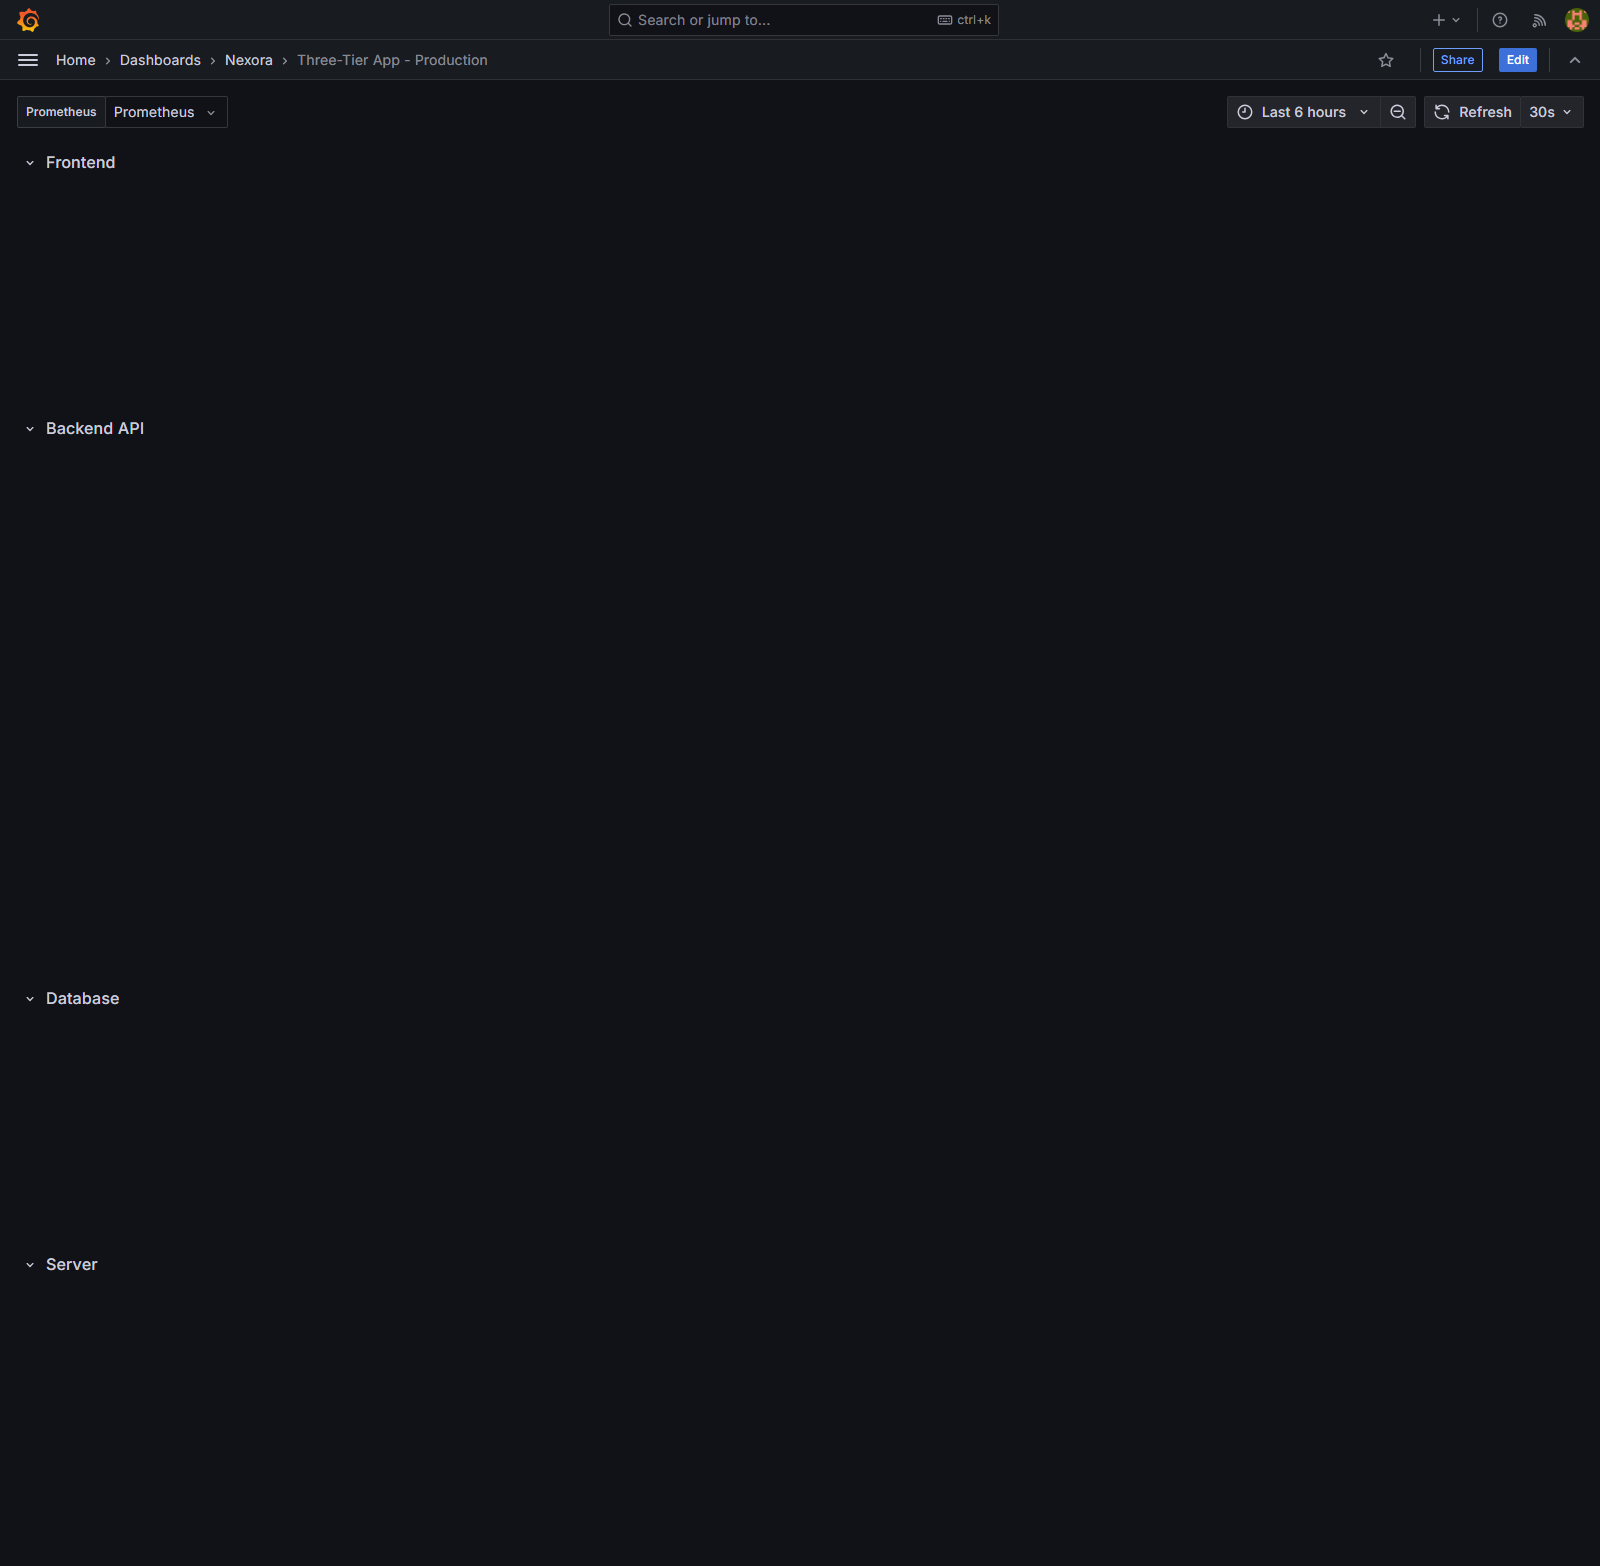 Search or jump to...
ctrl+k
Home
Dashboards
Nexora
Three-Tier App - Production
Share
Edit
Prometheus
Prometheus
Last 6 hours
Refresh
30s
Frontend
Backend API
Database
Server